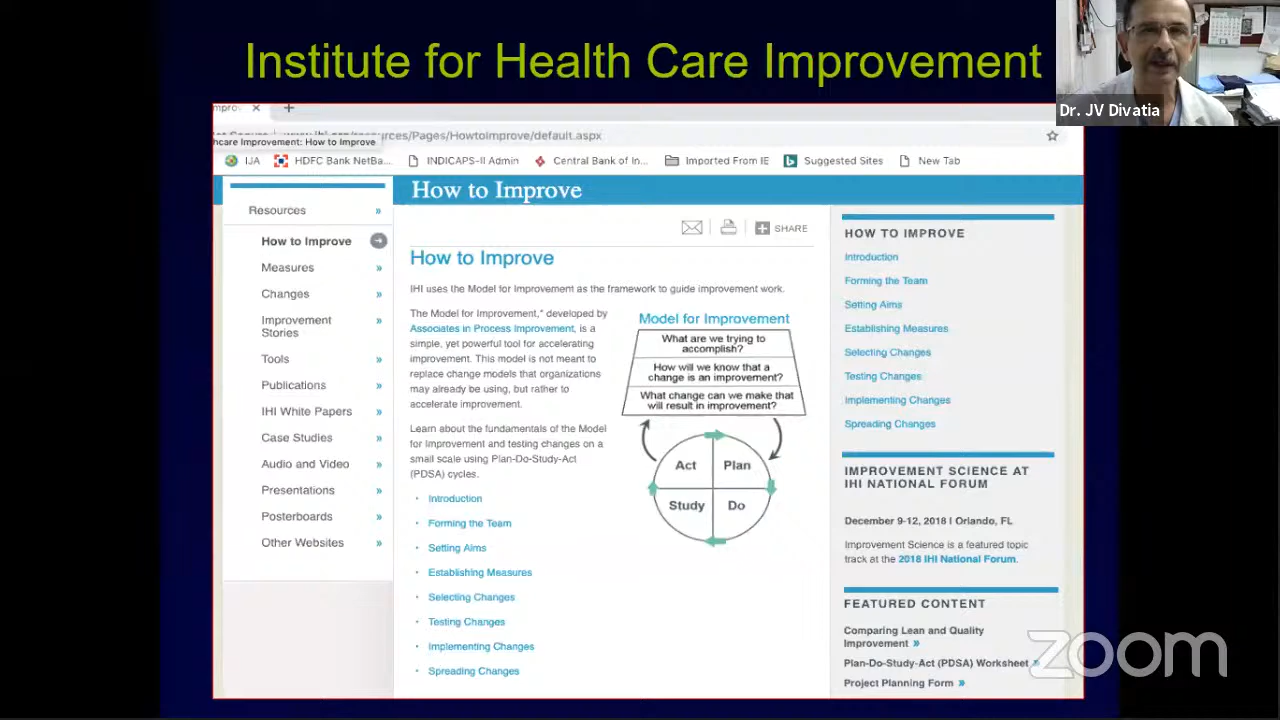 Institute for Health Care Improvement
Dr. JV Divatia
improv
/resources/Pages/HowtoImprove/default.aspx
hcare Improvement: How to Improve
IJA
HDFC Bank NetBa...
INDICAPS-II Admin
Central Bank of In...
Imported From IE
Suggested Sites
New Tab
How to Improve
Resources »
How to Improve
Measures »
Changes »
Improvement »
Stories
Tools »
Publications »
IHI White Papers »
Case Studies »
Audio and Video »
Presentations »
Posterboards »
Other Websites »
SHARE
How to Improve
IHI uses the Model for Improvement as the framework to guide improvement work.
The Model for Improvement,* developed by
Associates in Process Improvement, is a
simple, yet powerful tool for accelerating
improvement. This model is not meant to
replace change models that organizations
may already be using, but rather to
accelerate improvement.
Learn about the fundamentals of the Model
for Improvement and testing changes on a
small scale using Plan-Do-Study-Act
(PDSA) cycles.
· Introduction
· Forming the Team
· Setting Aims
· Establishing Measures
· Selecting Changes
· Testing Changes
· Implementing Changes
· Spreading Changes
Model for Improvement
What are we trying to
accomplish?
How will we know that a
change is an improvement?
What change can we make that
will result in improvement?
Act
Plan
Study
Do
HOW TO IMPROVE
Introduction
Forming the Team
Setting Aims
Establishing Measures
Selecting Changes
Testing Changes
Implementing Changes
Spreading Changes
IMPROVEMENT SCIENCE AT
IHI NATIONAL FORUM
December 9-12, 2018 | Orlando, FL
Improvement Science is a featured topic
track at the 2018 IHI National Forum.
FEATURED CONTENT
Comparing Lean and Quality
Improvement »
Plan-Do-Study-Act (PDSA) Worksheet »
Project Planning Form »
zoom